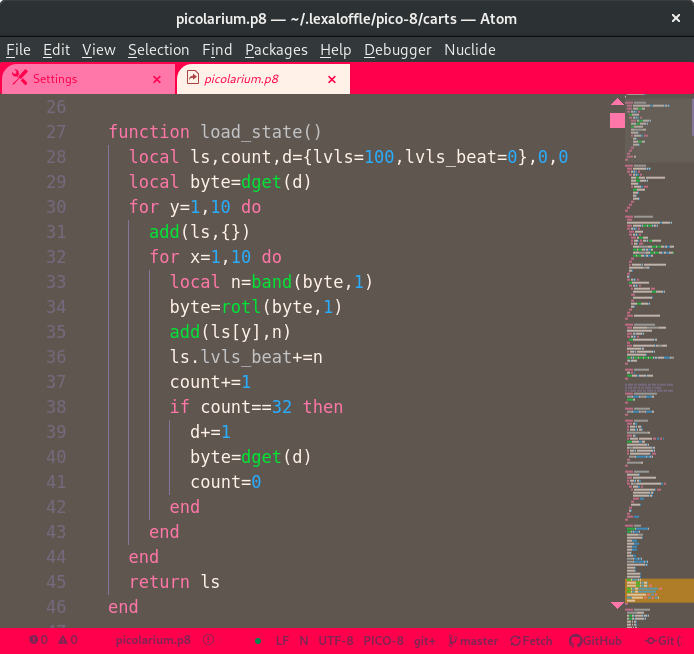 picolarium.p8 — ~/.lexaloffle/pico-8/carts — Atom
File Edit View Selection Find Packages Help Debugger Nuclide
Settings picolarium.p8
26
27 function load_state()
28 local ls,count,d={lvls=100,lvls_beat=0},0,0
29 local byte=dget(d)
30 for y=1,10 do
31 add(ls,{})
32 for x=1,10 do
33 local n=band(byte,1)
34 byte=rotl(byte,1)
35 add(ls[y],n)
36 ls.lvls_beat+=n
37 count+=1
38 if count==32 then
39 d+=1
40 byte=dget(d)
41 count=0
42 end
43 end
44 end
45 return ls
46 end
0 0 picolarium.p8 LF N UTF-8 PICO-8 git+ master Fetch GitHub Git (